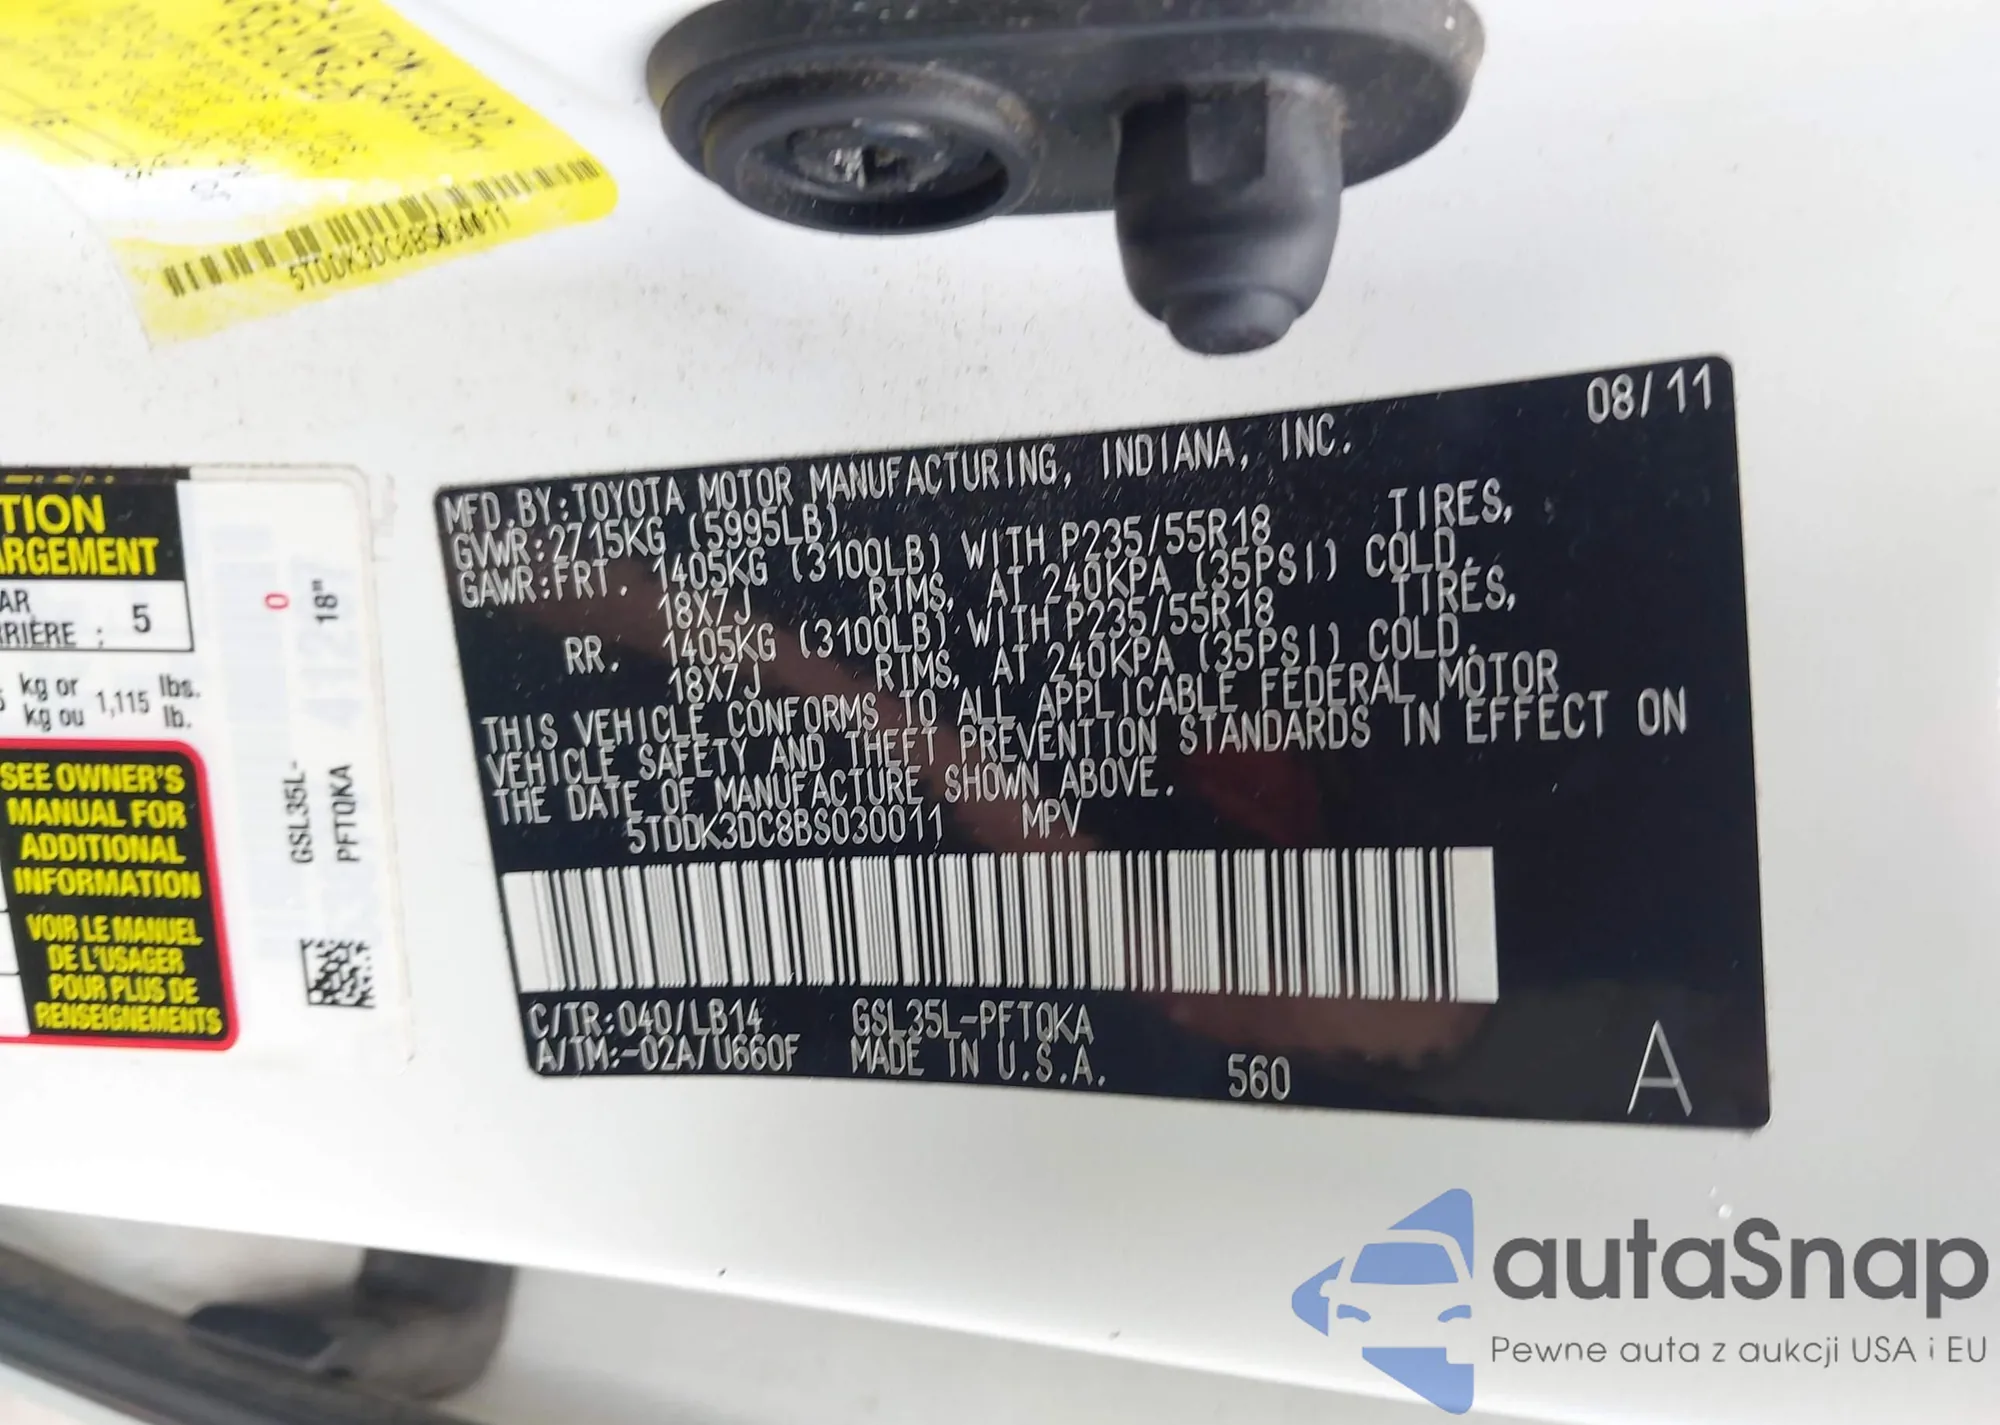 5TDDK3DC8BS030011
08/11
MFD.BY:TOYOTA MOTOR MANUFACTURING, INDIANA, INC.
GVWR:2715KG (5995LB)
GAWR:FRT. 1405KG (3100LB) WITH P235/55R18 TIRES,
18X7J RIMS, AT 240KPA (35PSI) COLD.
RR. 1405KG (3100LB) WITH P235/55R18 TIRES,
18X7J RIMS, AT 240KPA (35PSI) COLD.
THIS VEHICLE CONFORMS TO ALL APPLICABLE FEDERAL MOTOR
VEHICLE SAFETY AND THEFT PREVENTION STANDARDS IN EFFECT ON
THE DATE OF MANUFACTURE SHOWN ABOVE.
5TDDK3DC8BS030011 MPV
C/TR:040/LB14 GSL35L-PFTQKA
A/TM:-02A/U660F MADE IN U.S.A. 560
A
TION
ARGEMENT
AR
RRIÈRE : 5
kg or 1,115 lbs.
kg ou lb.
SEE OWNER'S
MANUAL FOR
ADDITIONAL
INFORMATION
VOIR LE MANUEL
DE L'USAGER
POUR PLUS DE
RENSEIGNEMENTS
0
18"
GSL35L-
PFTQKA
autaSnap
Pewne auta z aukcji USA i EU